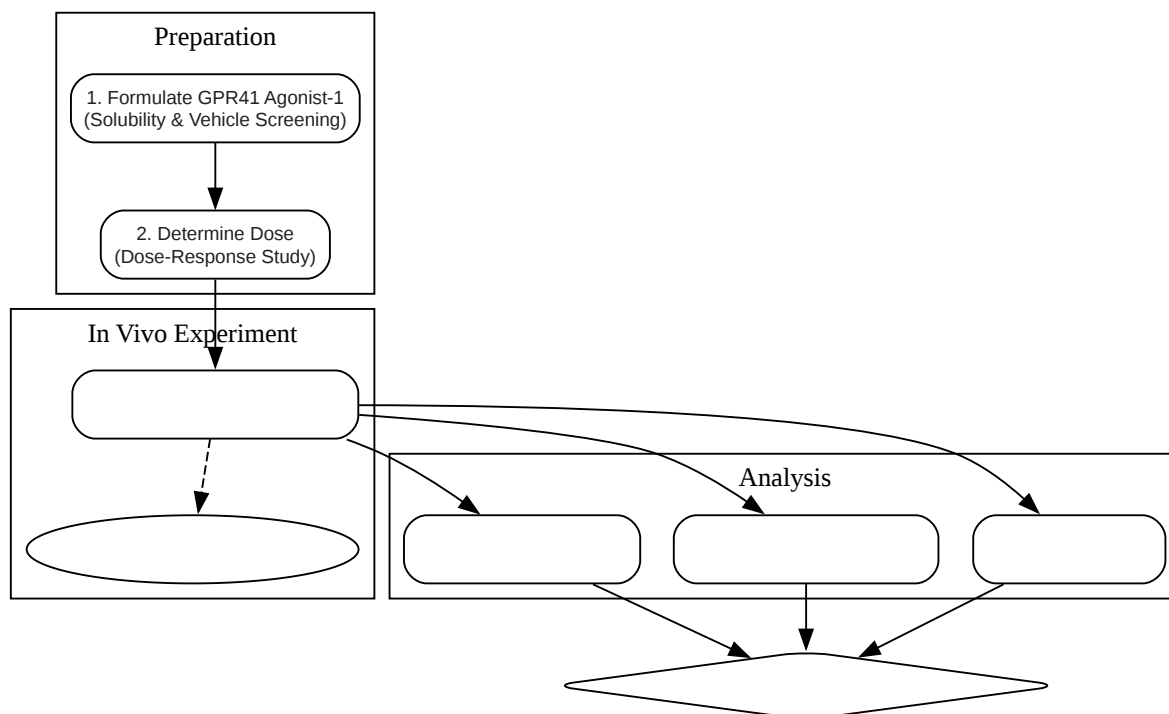 Preparation
1. Formulate GPR41 Agonist-1
(Solubility & Vehicle Screening)
2. Determine Dose
(Dose-Response Study)
In Vivo Experiment
Analysis